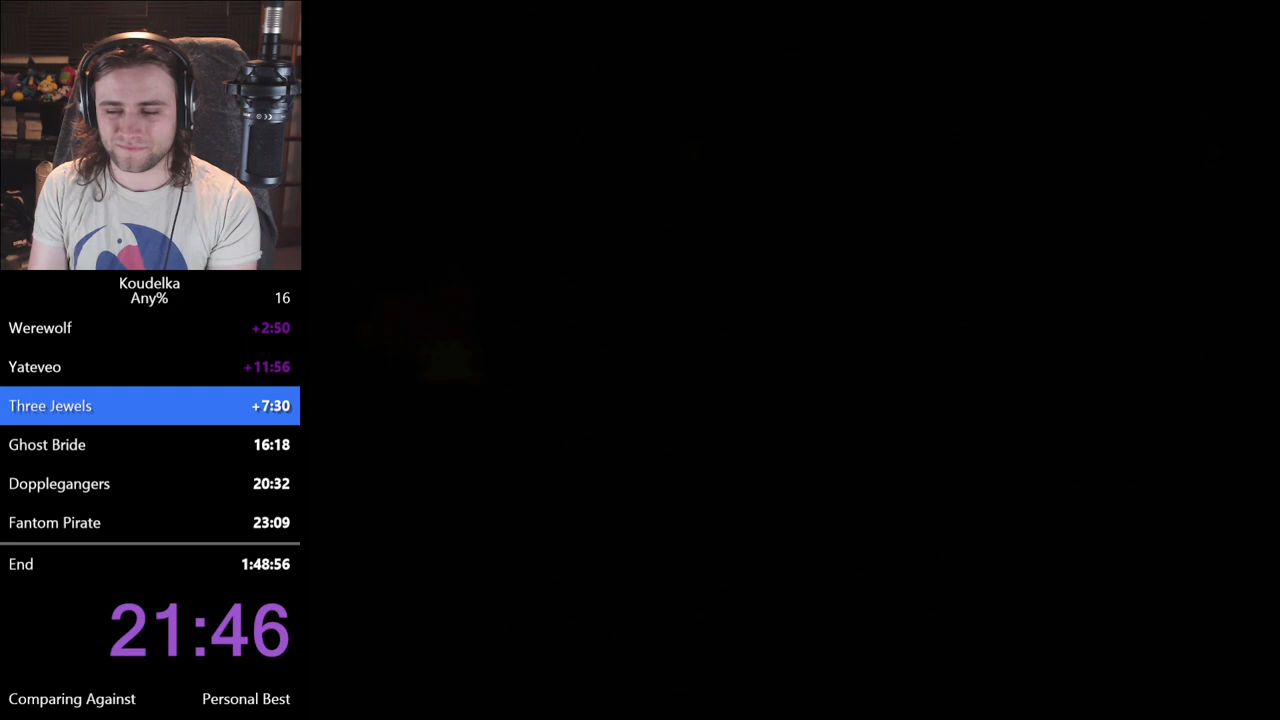 Koudelka
Any% 16
Werewolf +2:50
Yateveo +11:56
Three Jewels +7:30
Ghost Bride 16:18
Dopplegangers 20:32
Fantom Pirate 23:09
End 1:48:56
21:46
Comparing Against Personal Best